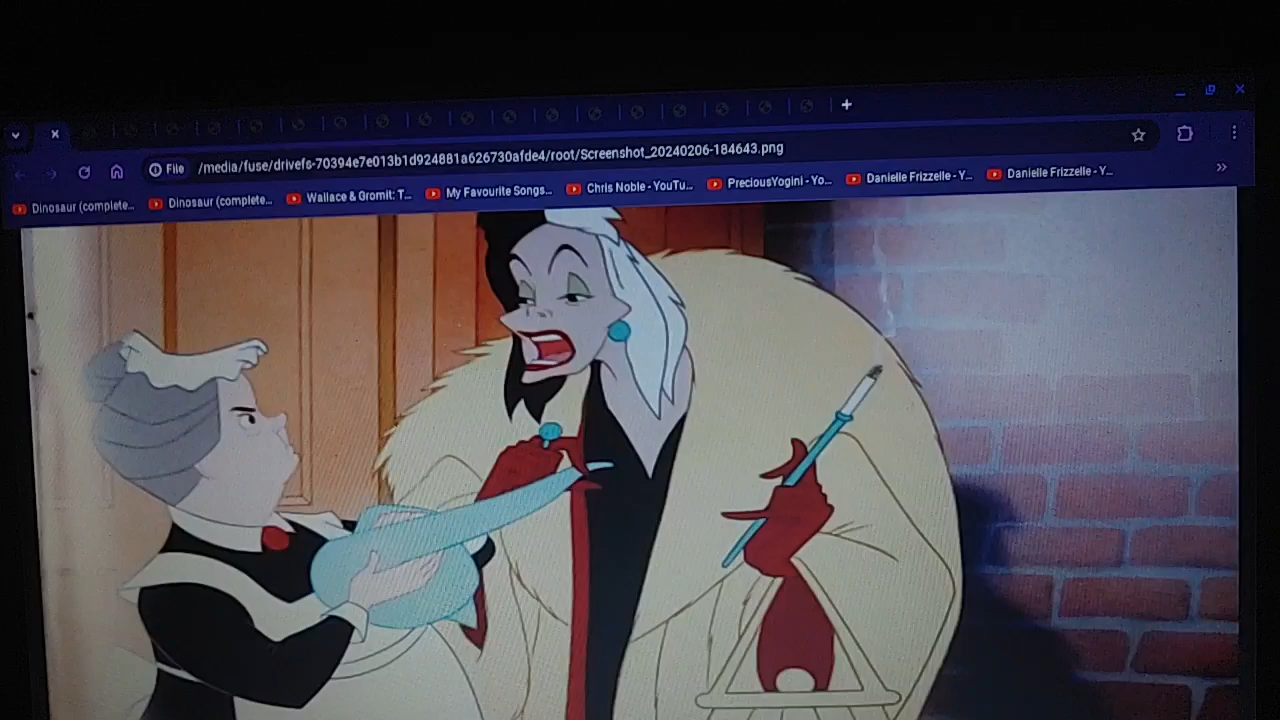 File /media/fuse/drivefs-70394e7e013b1d924881a626730afde4/root/Screenshot_20240206-184643.png
Dinosaur (complete... Dinosaur (complete... Wallace & Gromit: T... My Favourite Songs... Chris Noble - YouTu... PreciousYogini - Yo... Danielle Frizzelle - Y... Danielle Frizzelle - Y...